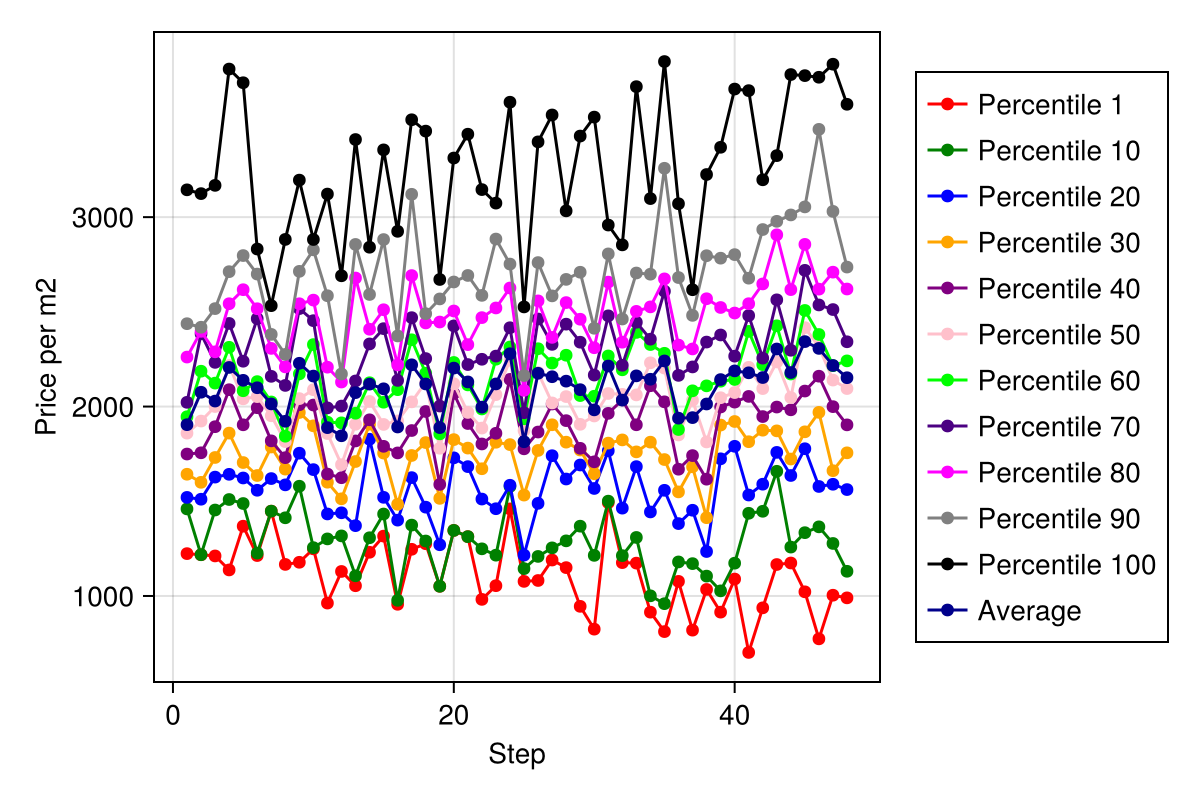 3000
2000
1000
Price per m2
0
20
40
Step
Percentile 1
Percentile 10
Percentile 20
Percentile 30
Percentile 40
Percentile 50
Percentile 60
Percentile 70
Percentile 80
Percentile 90
Percentile 100
Average